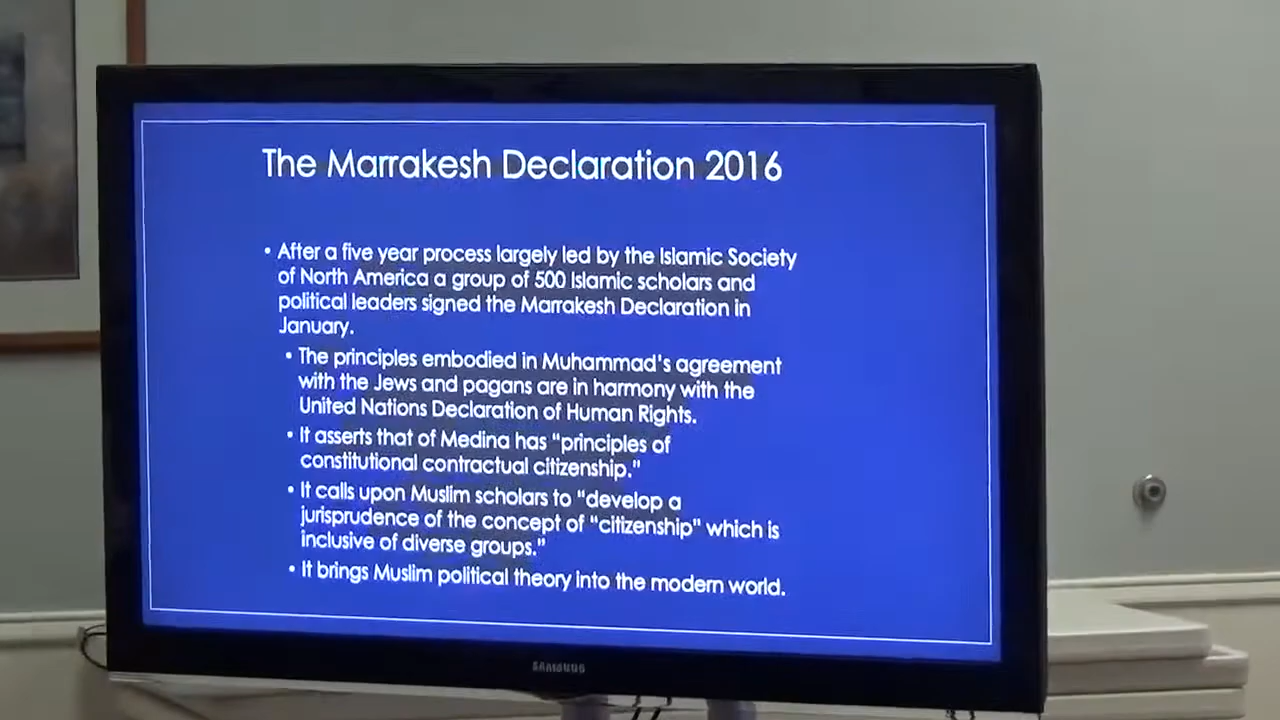 The Marrakesh Declaration 2016
• After a five year process largely led by the Islamic Society
of North America a group of 500 Islamic scholars and
political leaders signed the Marrakesh Declaration in
January.
• The principles embodied in Muhammad's agreement
with the Jews and pagans are in harmony with the
United Nations Declaration of Human Rights.
• It asserts that of Medina has "principles of
constitutional contractual citizenship."
• It calls upon Muslim scholars to "develop a
jurisprudence of the concept of "citizenship" which is
inclusive of diverse groups."
• It brings Muslim political theory into the modern world.
SAMSUNG